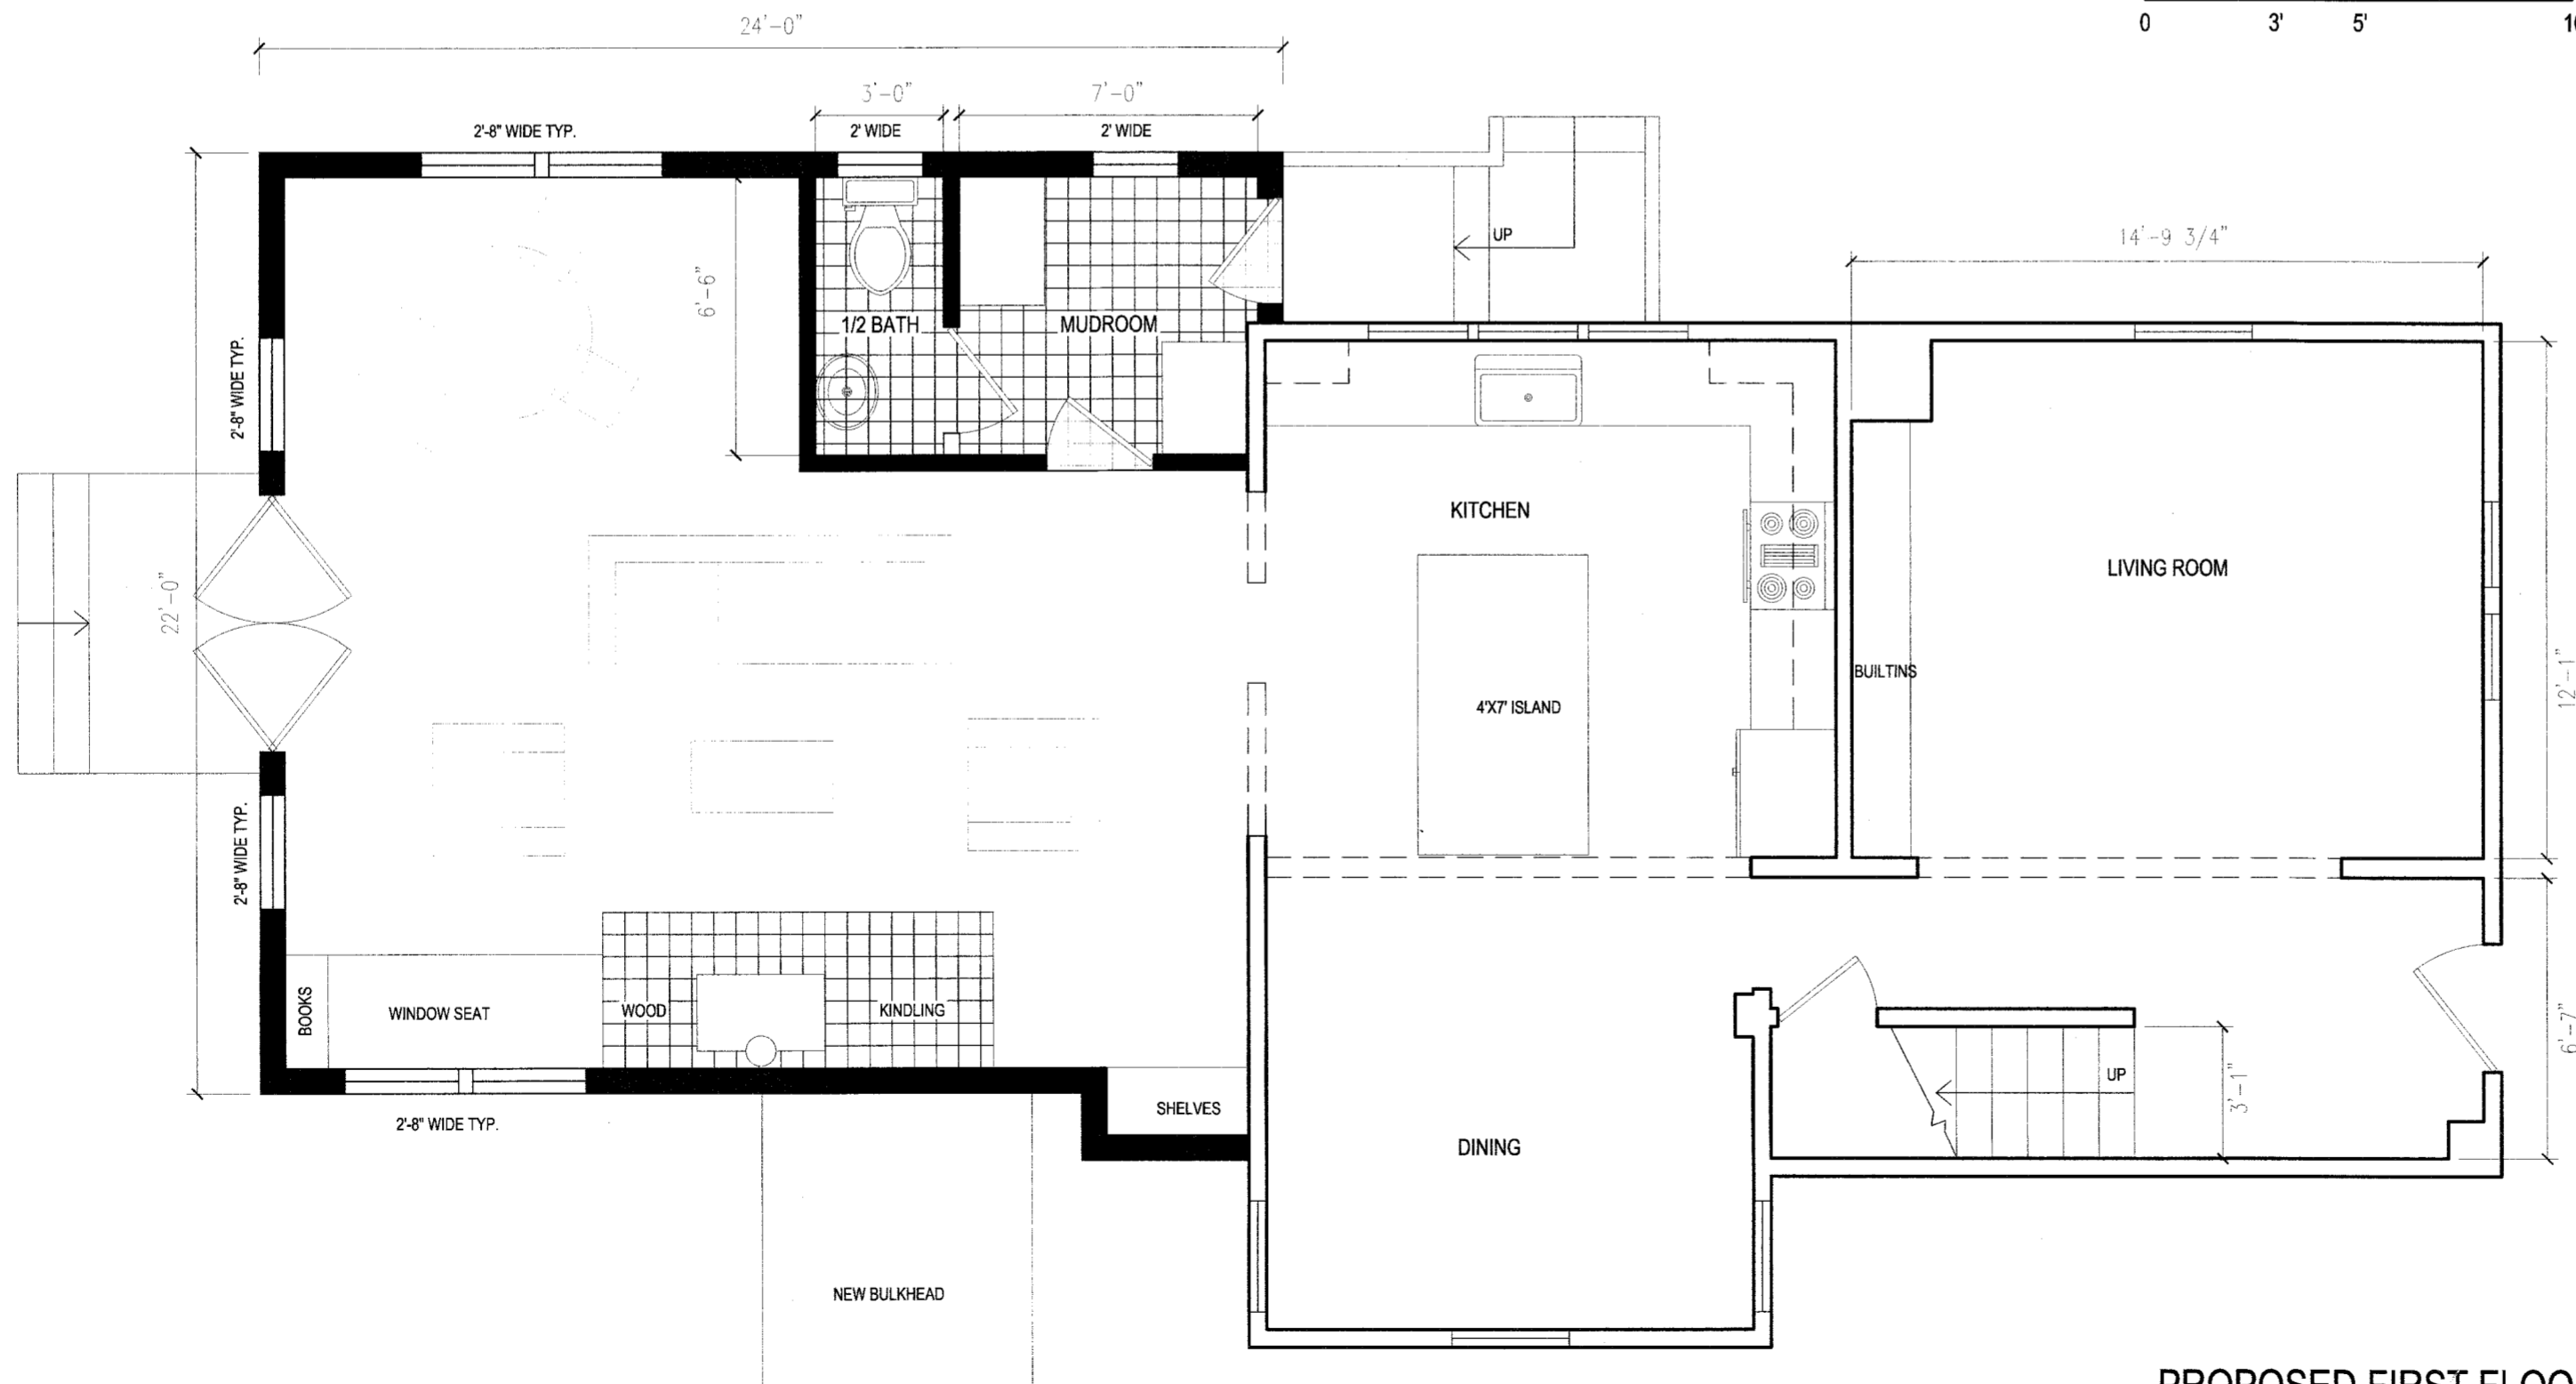 0 3' 5'
24'-0"
3'-0" 7'-0"
2'-8" WIDE TYP. 2' WIDE 2' WIDE
UP
14'-9 3/4"
6'-6"
1/2 BATH MUDROOM
2'-8" WIDE TYP.
KITCHEN
LIVING ROOM
22'-0"
BUILTINS
12'-1"
4'X7' ISLAND
2'-8" WIDE TYP.
BOOKS
WINDOW SEAT
WOOD
KINDLING
6'-7"
UP
3'-1"
SHELVES
2'-8" WIDE TYP.
DINING
NEW BULKHEAD
PROPOSED FIRST